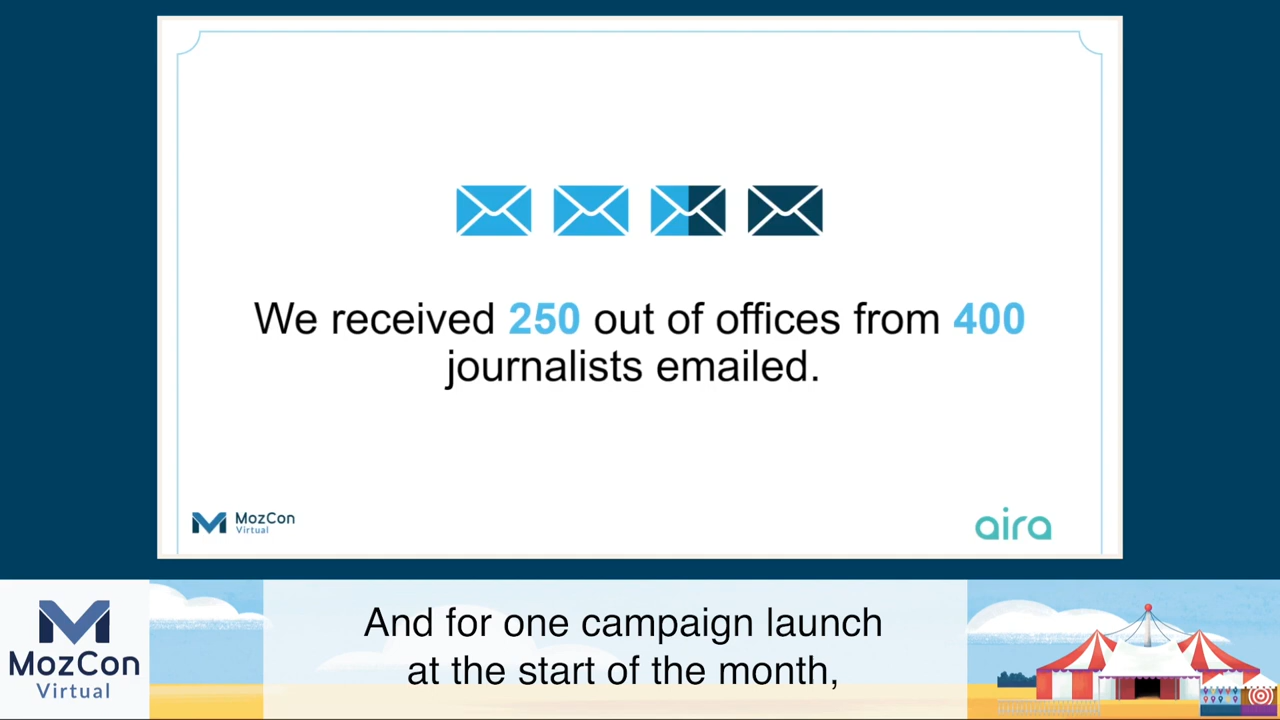 We received 250 out of offices from 400
journalists emailed.
MozCon
Virtual
aira
MozCon
Virtual
And for one campaign launch
at the start of the month,